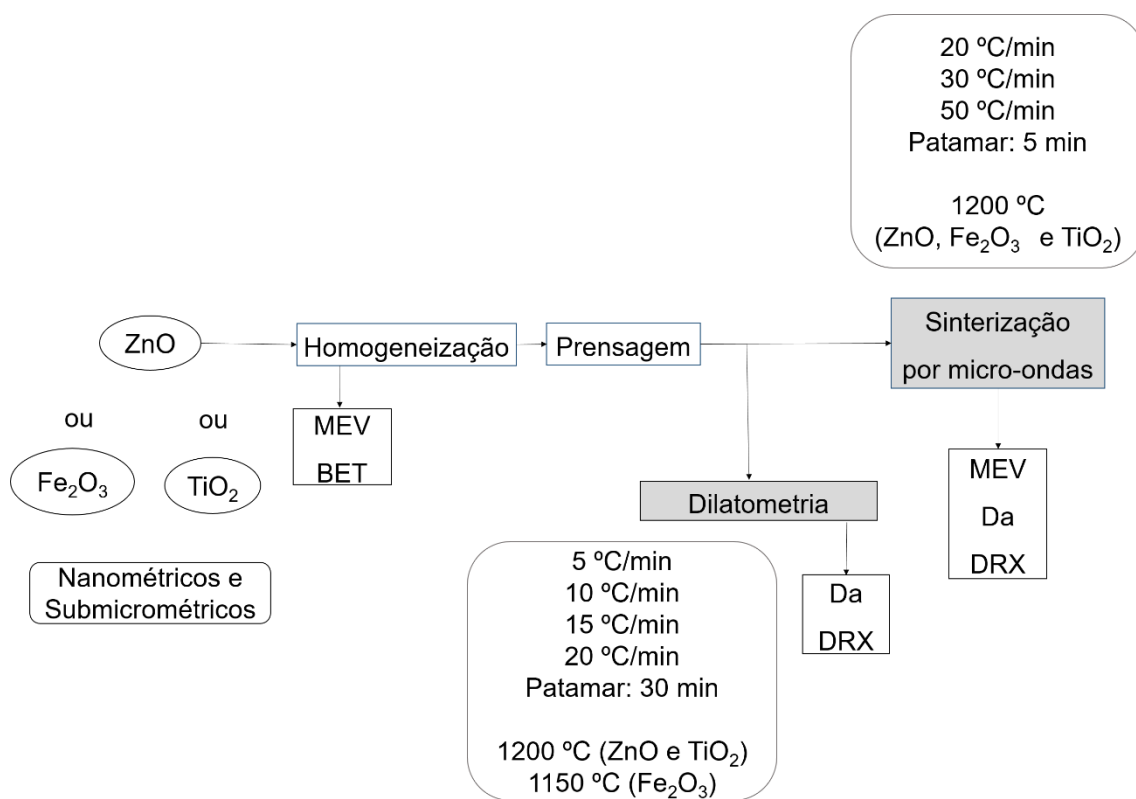 20 ºC/min
30 ºC/min
50 ºC/min
Patamar: 5 min
1200 ºC
(ZnO, Fe₂O₃ e TiO₂)
ZnO
Homogeneização
Prensagem
Sinterização
por micro-ondas
ou
ou
Fe₂O₃
TiO₂
Nanométricos e
Submicrométricos
MEV
BET
Dilatometria
MEV
Da
DRX
5 ºC/min
10 ºC/min
15 ºC/min
20 ºC/min
Patamar: 30 min
1200 ºC (ZnO e TiO₂)
1150 ºC (Fe₂O₃)
Da
DRX